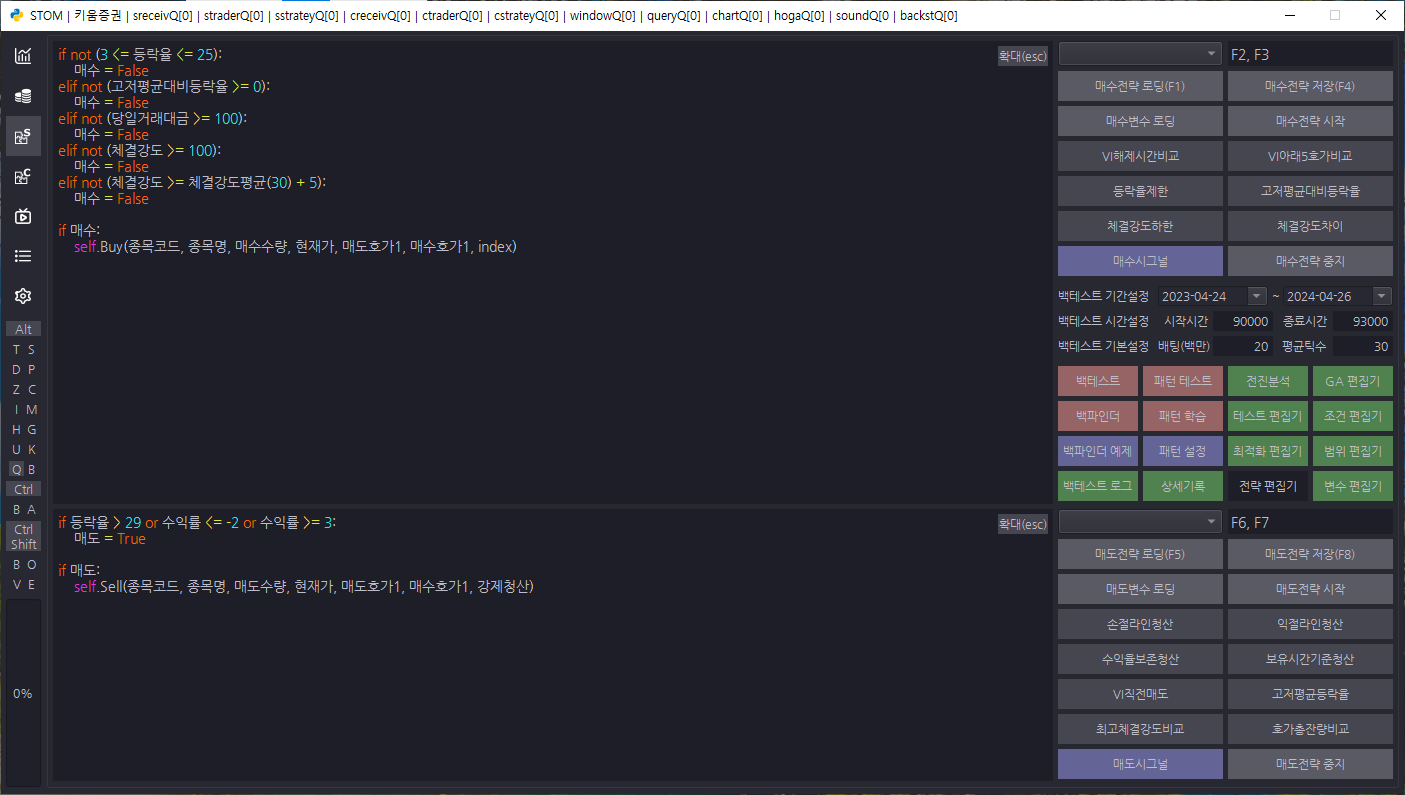 STOM | 키움증권 | sreceivQ[0] | straderQ[0] | sstrateyQ[0] | creceivQ[0] | ctraderQ[0] | cstrateyQ[0] | windowQ[0] | queryQ[0] | chartQ[0] | hogaQ[0] | soundQ[0 | backstQ[0]
if not (3 <= 등락율 <= 25):
매수 = False
elif not (고저평균대비등락율 >= 0):
매수 = False
elif not (당일거래대금 >= 100):
매수 = False
elif not (체결강도 >= 100):
매수 = False
elif not (체결강도 >= 체결강도평균(30) + 5):
매수 = False
if 매수:
self.Buy(종목코드, 종목명, 매수수량, 현재가, 매도호가1, 매수호가1, index)
확대(esc)
F2, F3
매수전략 로딩(F1) 매수전략 저장(F4)
매수변수 로딩 매수전략 시작
VI해제시간비교 VI아래5호가비교
등락율제한 고저평균대비등락율
체결강도하한 체결강도차이
매수시그널 매수전략 중지
백테스트 기간설정 2023-04-24 ~ 2024-04-26
백테스트 시간설정 시작시간 90000 종료시간 93000
백테스트 기본설정 배팅(백만) 20 평균틱수 30
백테스트 패턴 테스트 전진분석 GA 편집기
백파인더 패턴 학습 테스트 편집기 조건 편집기
백파인더 예제 패턴 설정 최적화 편집기 범위 편집기
백테스트 로그 상세기록 전략 편집기 변수 편집기
Alt
T S
D P
Z C
I M
H G
U K
Q B
Ctrl
B A
Ctrl
Shift
B O
V E
0%
if 등락율 > 29 or 수익률 <= -2 or 수익률 >= 3:
매도 = True
if 매도:
self.Sell(종목코드, 종목명, 매도수량, 현재가, 매도호가1, 매수호가1, 강제청산)
확대(esc)
F6, F7
매도전략 로딩(F5) 매도전략 저장(F8)
매도변수 로딩 매도전략 시작
손절라인청산 익절라인청산
수익율보존청산 보유시간기준청산
VI직전매도 고저평균등락율
최고체결강도비교 호가총잔량비교
매도시그널 매도전략 중지